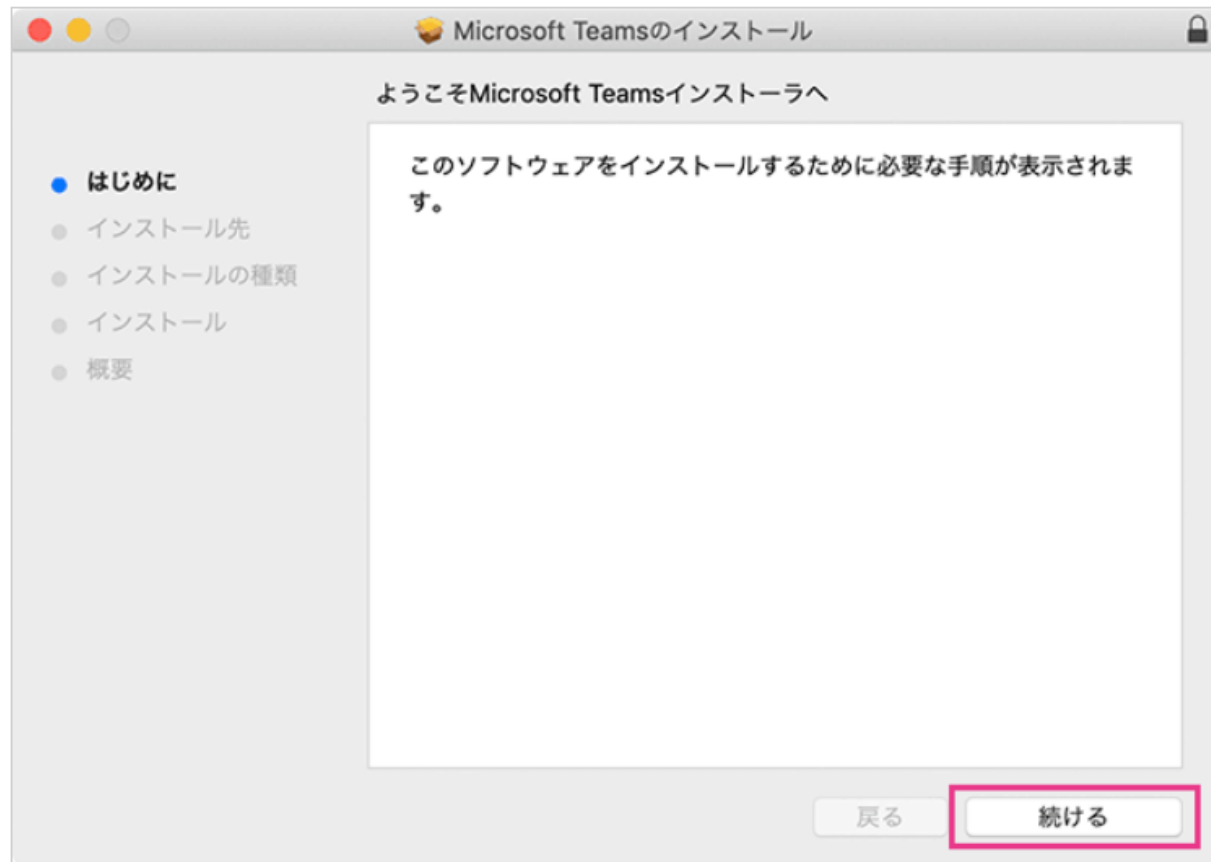 Microsoft Teamsのインストール
ようこそMicrosoft Teamsインストーラへ
はじめに
インストール先
インストールの種類
インストール
概要
このソフトウェアをインストールするために必要な手順が表示されま
す。
戻る
続ける